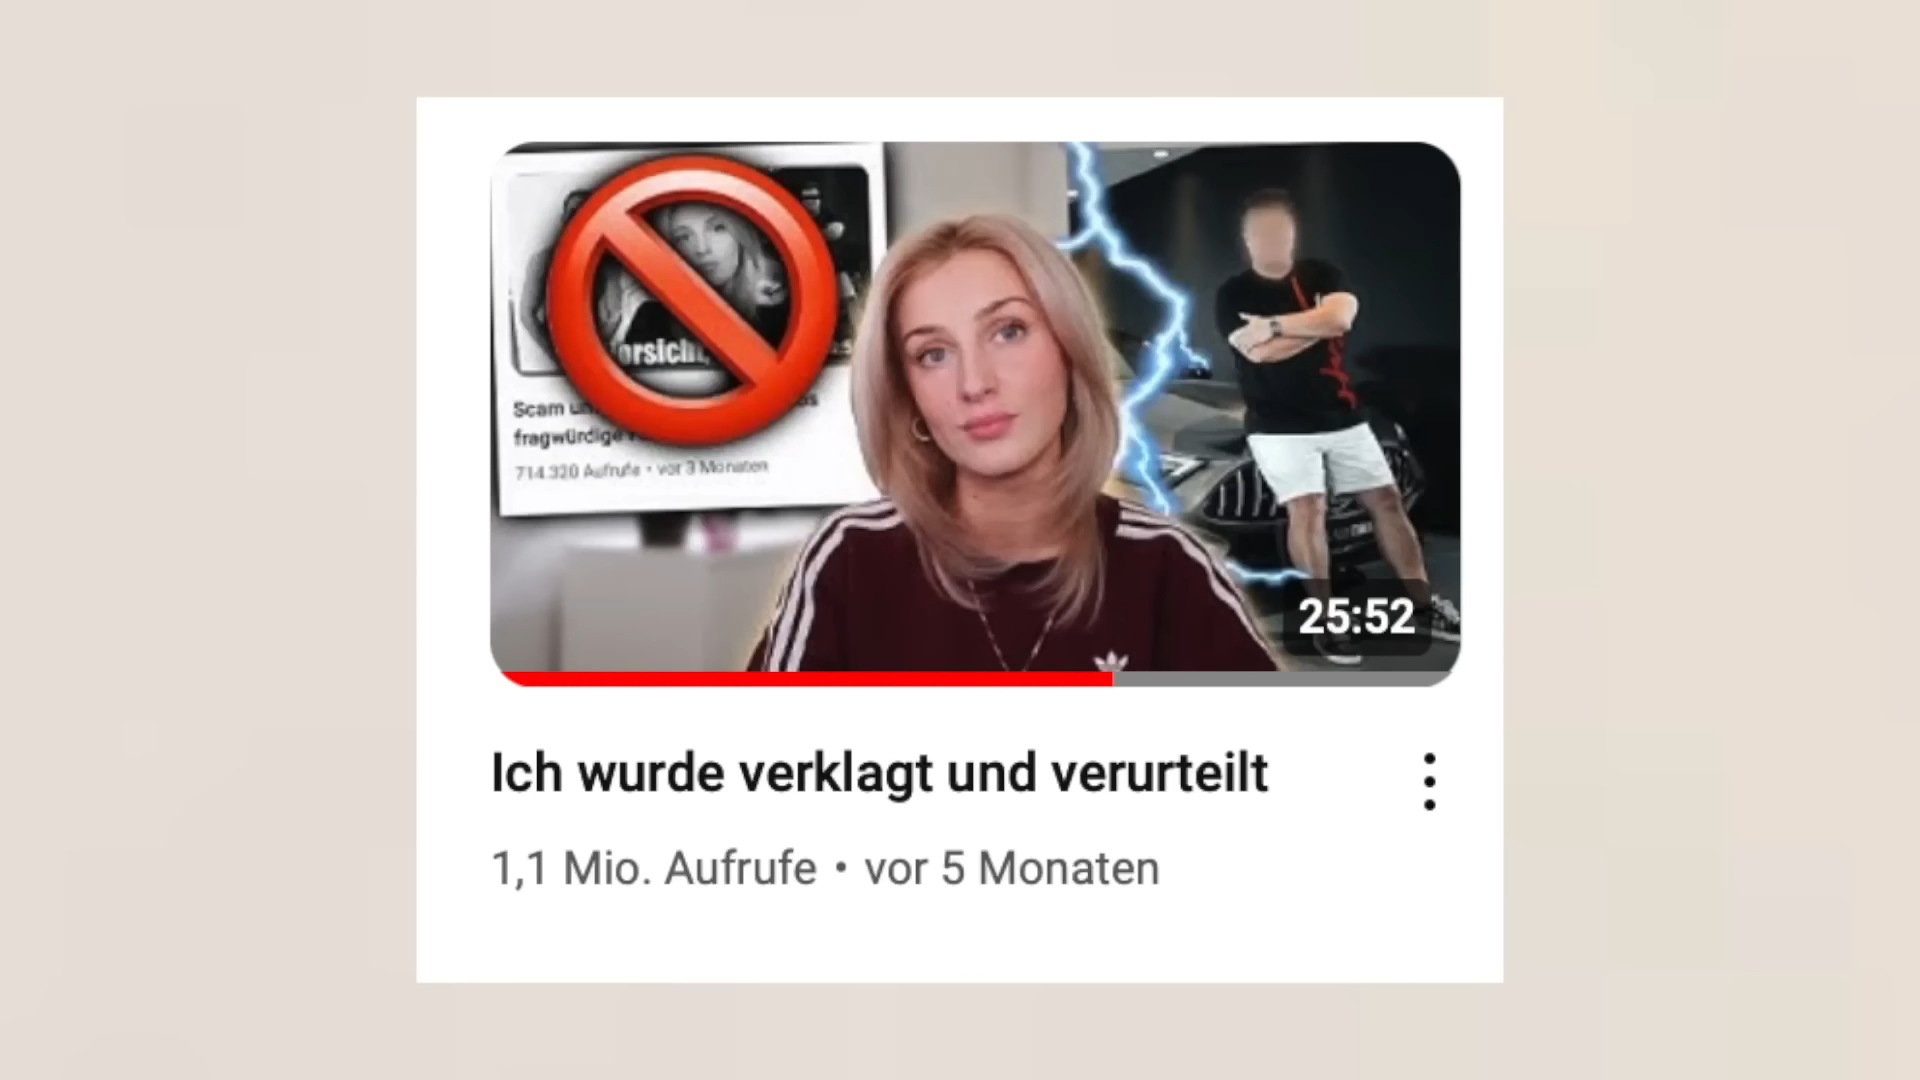 Scam
fragwürdige
714.320 Aufrufe • vor 3 Monaten
25:52
Ich wurde verklagt und verurteilt
1,1 Mio. Aufrufe • vor 5 Monaten